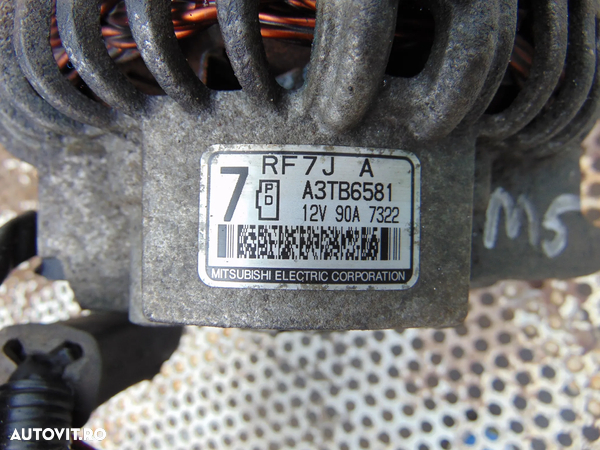 RF7J A
7 P D A3TB6581
12V 90A 7322
MITSUBISHI ELECTRIC CORPORATION
M5
AUTOVIT.RO